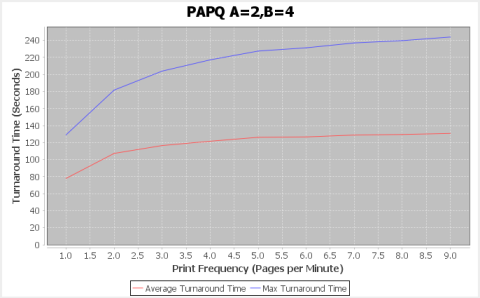 PAPQ A=2,B=4
Turnaround Time (Seconds)
240
220
200
180
160
140
120
100
80
60
40
20
0
1.0 1.5 2.0 2.5 3.0 3.5 4.0 4.5 5.0 5.5 6.0 6.5 7.0 7.5 8.0 8.5 9.0
Print Frequency (Pages per Minute)
Average Turnaround Time Max Turnaround Time